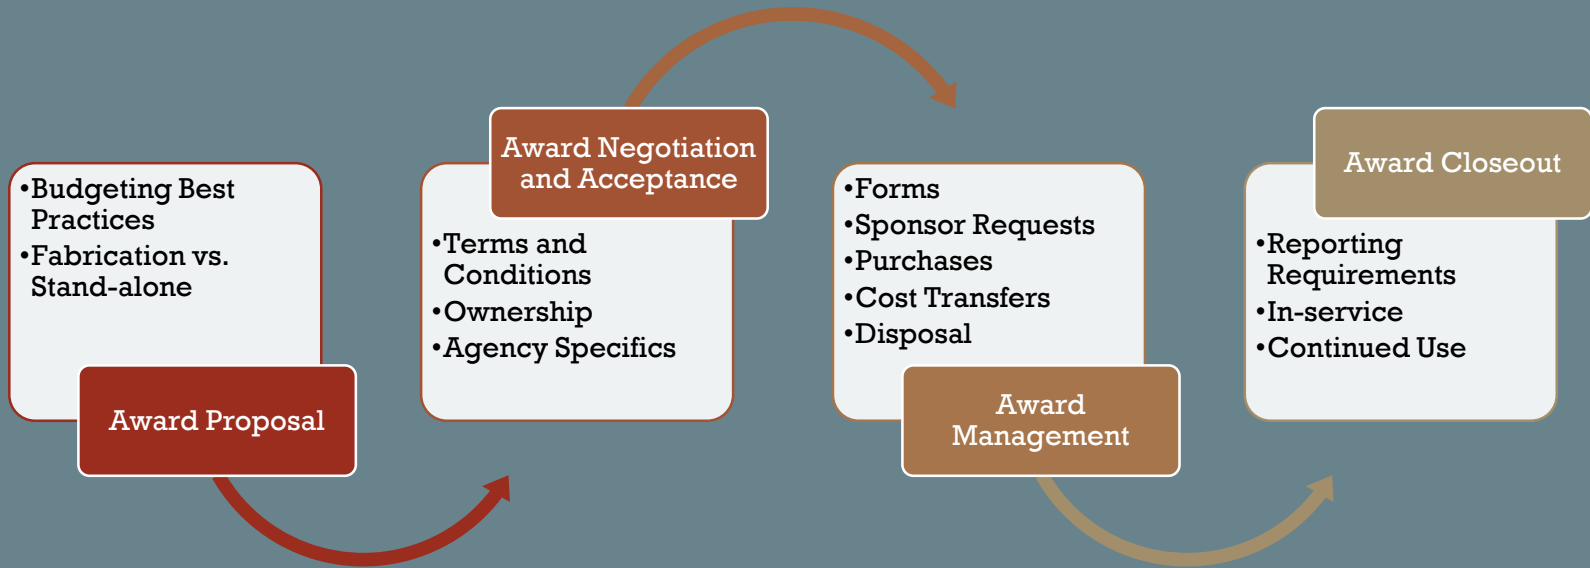 •Budgeting Best
Practices
•Fabrication vs.
Stand-alone
Award Proposal
Award Negotiation
and Acceptance
•Terms and
Conditions
•Ownership
•Agency Specifics
•Forms
•Sponsor Requests
•Purchases
•Cost Transfers
•Disposal
Award
Management
Award Closeout
•Reporting
Requirements
•In-service
•Continued Use